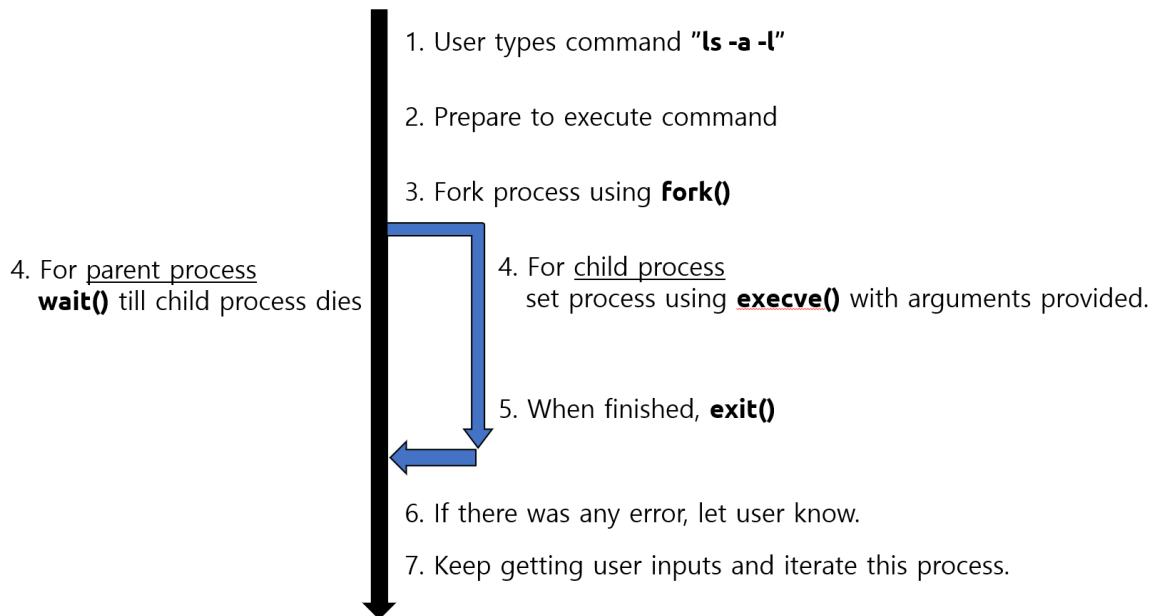 1. User types command ”ls -a -l”
2. Prepare to execute command
3. Fork process using fork()
4. For parent process
wait() till child process dies
4. For child process
set process using execve() with arguments provided.
5. When finished, exit()
6. If there was any error, let user know.
7. Keep getting user inputs and iterate this process.